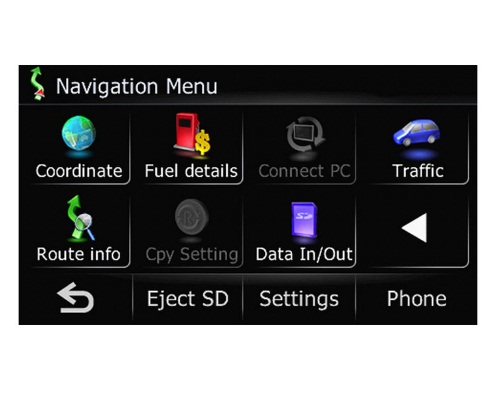 Navigation Menu
Coordinate Fuel details Connect PC Traffic
Route info Cpy Setting Data In/Out
Eject SD Settings Phone